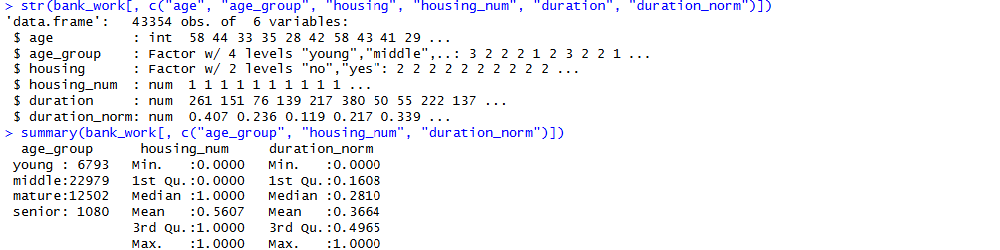 > str(bank_work[, c("age", "age_group", "housing", "housing_num", "duration", "duration_norm")])
'data.frame':   43354 obs. of  6 variables:
 $ age          : int  58 44 33 35 28 42 58 43 41 29 ...
 $ age_group    : Factor w/ 4 levels "young","middle",..: 3 2 2 2 1 2 3 2 2 1 ...
 $ housing      : Factor w/ 2 levels "no","yes": 2 2 2 2 2 2 2 2 2 2 ...
 $ housing_num  : num  1 1 1 1 1 1 1 1 1 1 ...
 $ duration     : num  261 151 76 139 217 380 50 55 222 137 ...
 $ duration_norm: num  0.407 0.236 0.119 0.217 0.339 ...
> summary(bank_work[, c("age_group", "housing_num", "duration_norm")])
  age_group      housing_num     duration_norm
 young : 6793   Min.   :0.0000   Min.   :0.0000
 middle:22979   1st Qu.:0.0000   1st Qu.:0.1608
 mature:12502   Median :1.0000   Median :0.2810
 senior: 1080   Mean   :0.5607   Mean   :0.3664
                3rd Qu.:1.0000   3rd Qu.:0.4965
                Max.   :1.0000   Max.   :1.0000